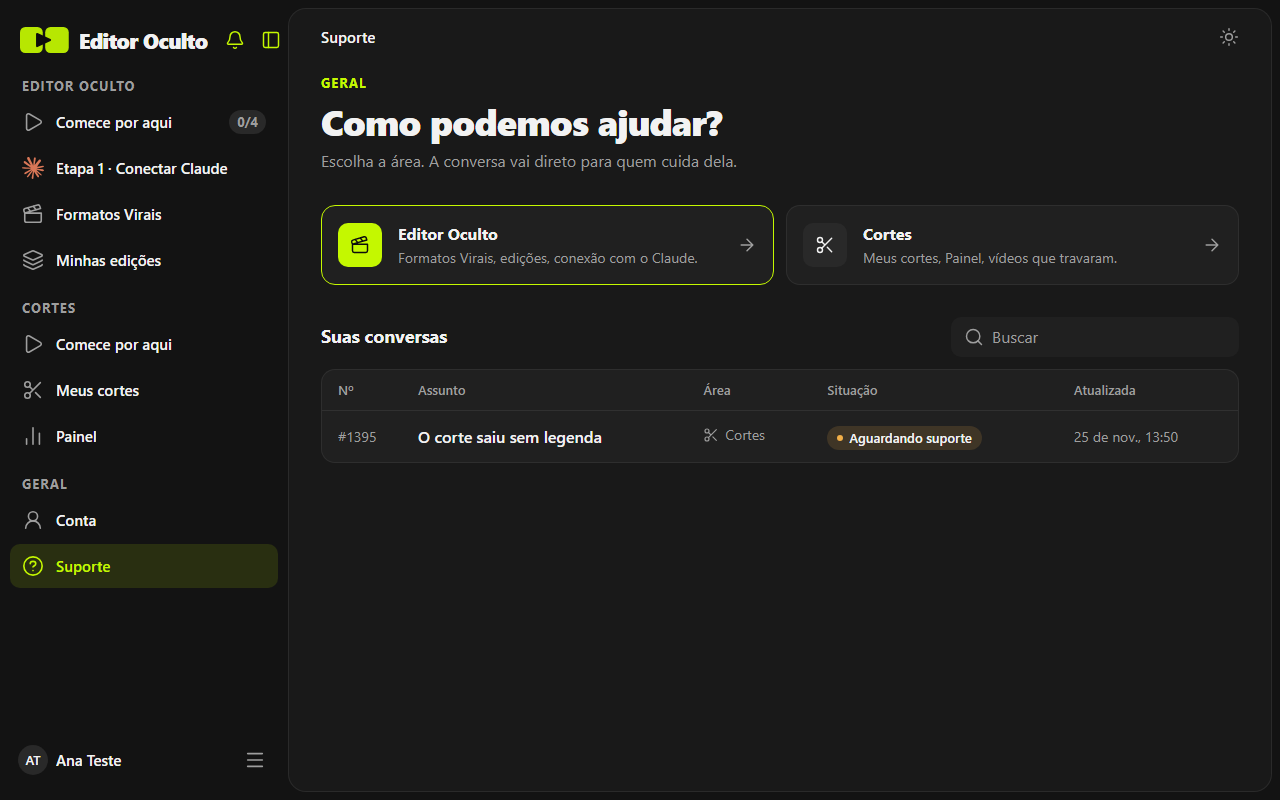 Editor Oculto
EDITOR OCULTO
Comece por aqui 0/4
Etapa 1 · Conectar Claude
Formatos Virais
Minhas edições
CORTES
Comece por aqui
Meus cortes
Painel
GERAL
Conta
Suporte
AT Ana Teste
Suporte
GERAL
Como podemos ajudar?
Escolha a área. A conversa vai direto para quem cuida dela.
Editor Oculto
Formatos Virais, edições, conexão com o Claude.
Cortes
Meus cortes, Painel, vídeos que travaram.
Suas conversas
Buscar
Nº Assunto Área Situação Atualizada
#1395 O corte saiu sem legenda Cortes Aguardando suporte 25 de nov., 13:50